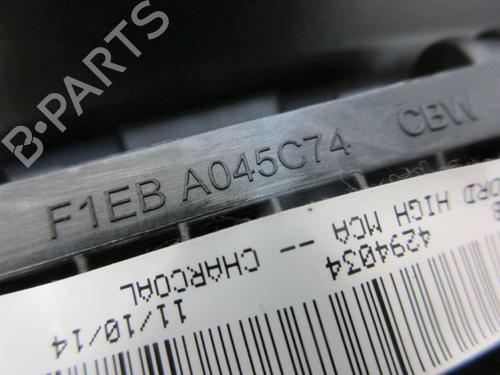 B-PARTS
F1EB A045C74 CBW
ORD HIGH MCA
4294034
-- CHARCOAL
11/10/14